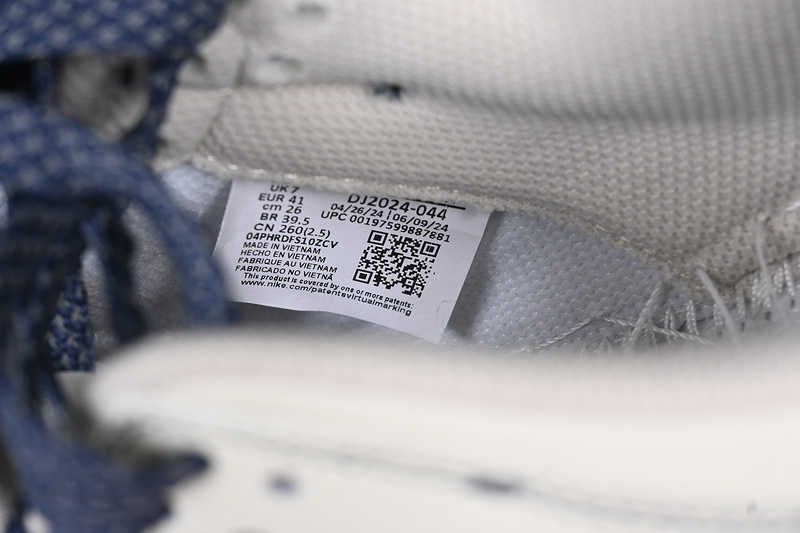 UK 7
EUR 41
cm 26
BR 39.5
CN 260(2.5)
04PHRDFS10ZCV
MADE IN VIETNAM
HECHO EN VIETNAM
FABRIQUE AU VIETNAM
FABRICADO NO VIETNÃ
This product is covered by one or more patents:
www.nike.com/patentsvirtualmarking
DJ2024-044
04/26/24 | 06/09/24
UPC 00197599887881